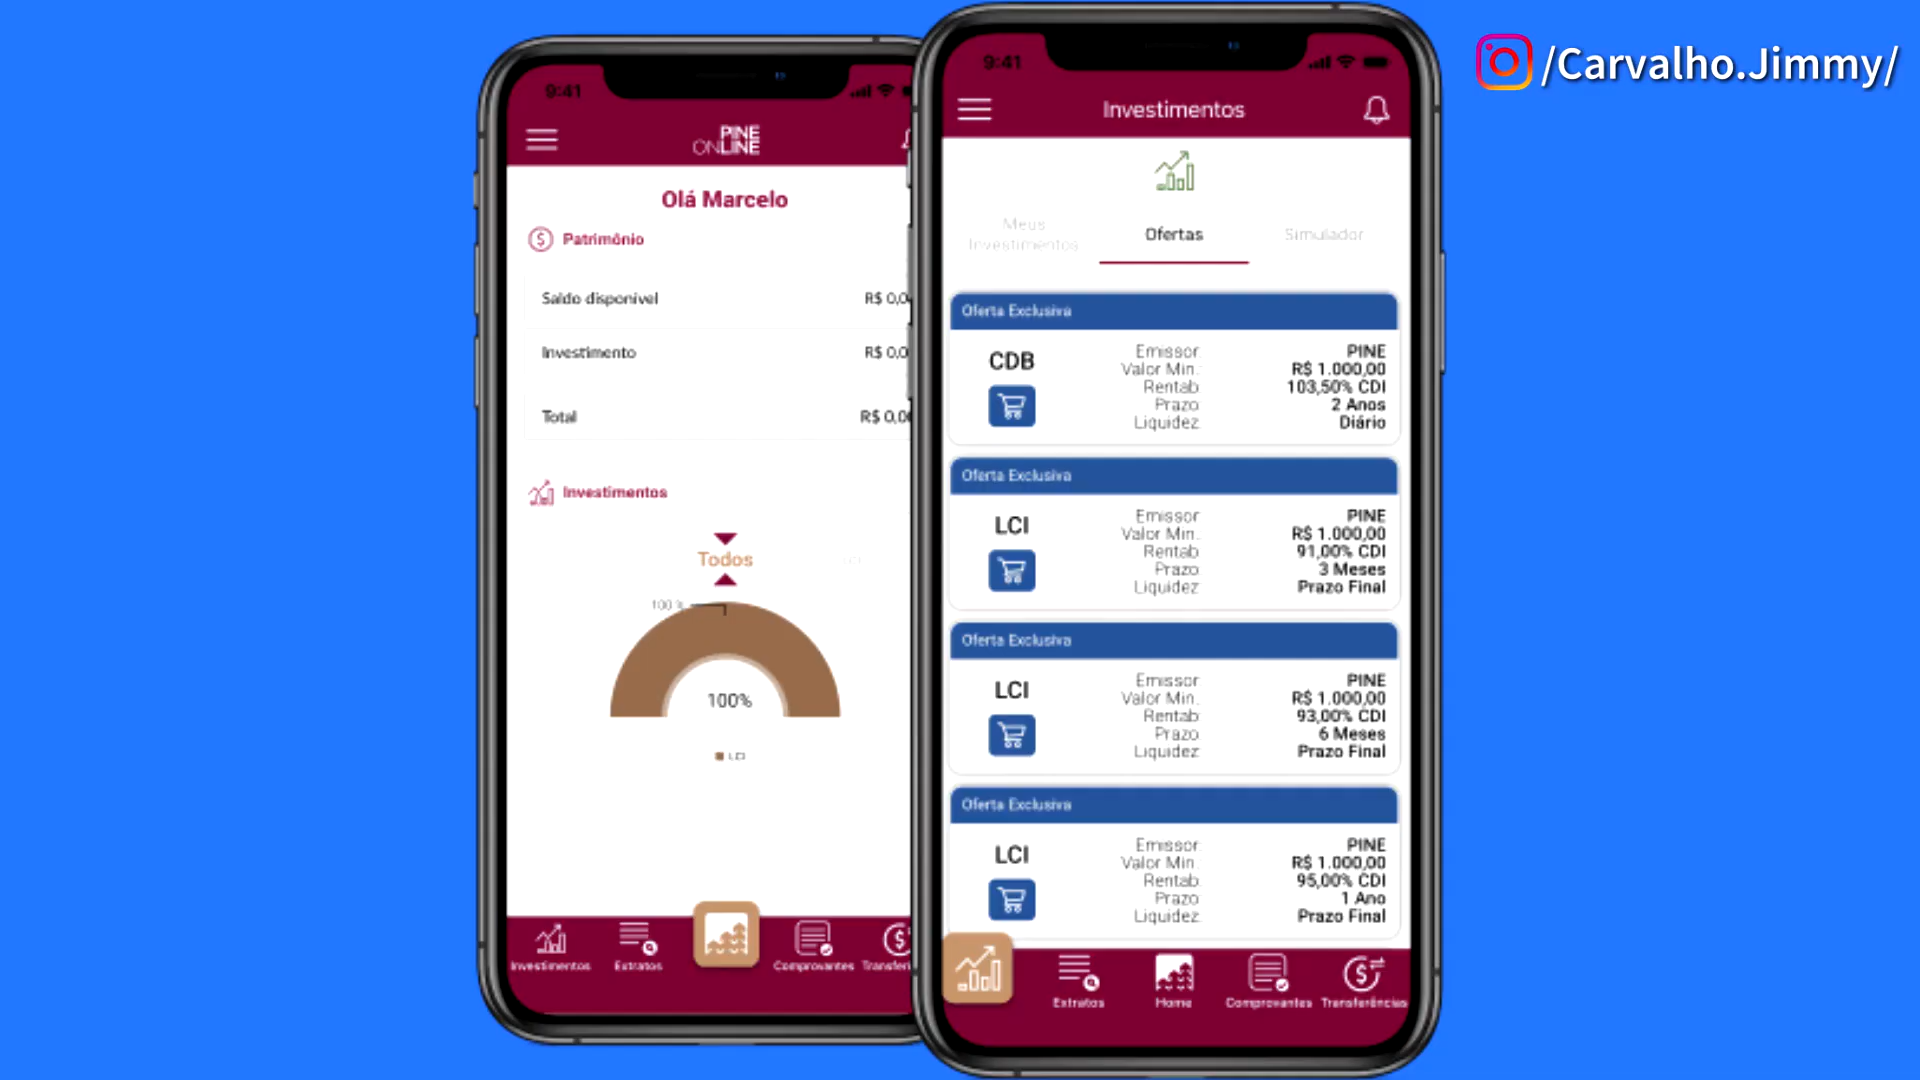 /Carvalho.Jimmy/
9:41
PINE
ONLINE
Olá Marcelo
Patrimônio
Saldo disponivel R$ 0,0
Investimento R$ 0,0
Total R$ 0,0
Investimentos
Todos
LCI
100 %
100%
LCI
Investimentos
Extratos
Comprovantes
Transferi
9:41
Investimentos
Meus
Investimentos
Ofertas
Simulador
Oferta Exclusiva
CDB
Emissor: PINE
Valor Min.: R$ 1.000,00
Rentab: 103,50% CDI
Prazo: 2 Anos
Liquidez: Diário
Oferta Exclusiva
LCI
Emissor: PINE
Valor Min.: R$ 1.000,00
Rentab: 91,00% CDI
Prazo: 3 Meses
Liquidez: Prazo Final
Oferta Exclusiva
LCI
Emissor: PINE
Valor Min.: R$ 1.000,00
Rentab: 93,00% CDI
Prazo: 6 Meses
Liquidez: Prazo Final
Oferta Exclusiva
LCI
Emissor: PINE
Valor Min.: R$ 1.000,00
Rentab: 95,00% CDI
Prazo: 1 Ano
Liquidez: Prazo Final
Extratos
Home
Comprovantes
Transferências